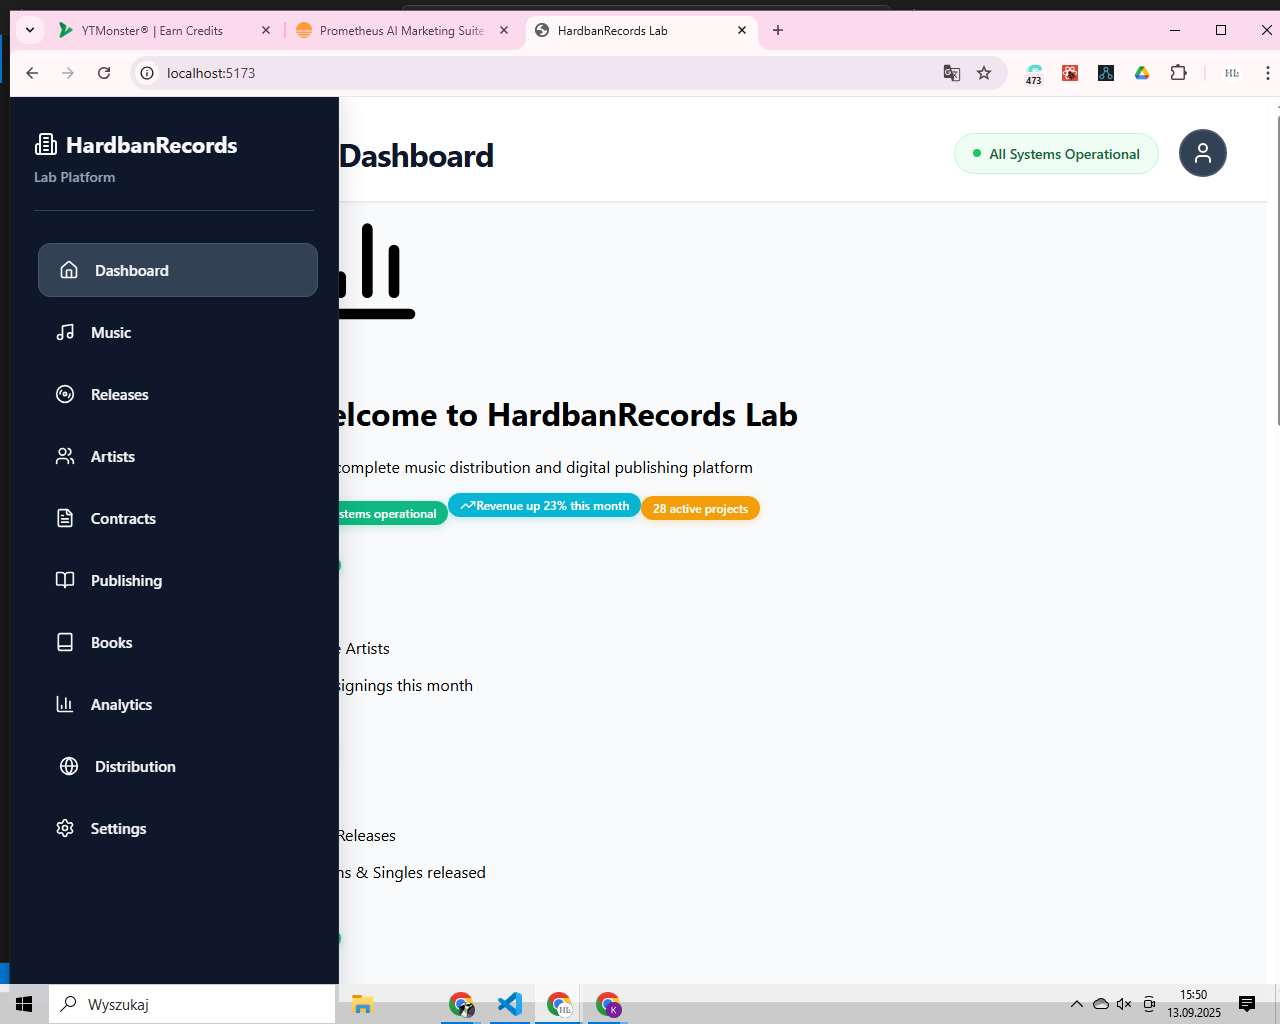 YTMonster® | Earn Credits
Prometheus AI Marketing Suite
HardbanRecords Lab
localhost:5173
473
HL
HardbanRecords
Lab Platform
Dashboard
Music
Releases
Artists
Contracts
Publishing
Books
Analytics
Distribution
Settings
Dashboard
All Systems Operational
elcome to HardbanRecords Lab
complete music distribution and digital publishing platform
stems operational
Revenue up 23% this month
28 active projects
Artists
signings this month
Releases
& Singles released
Wyszukaj
HL
K
15:50
13.09.2025